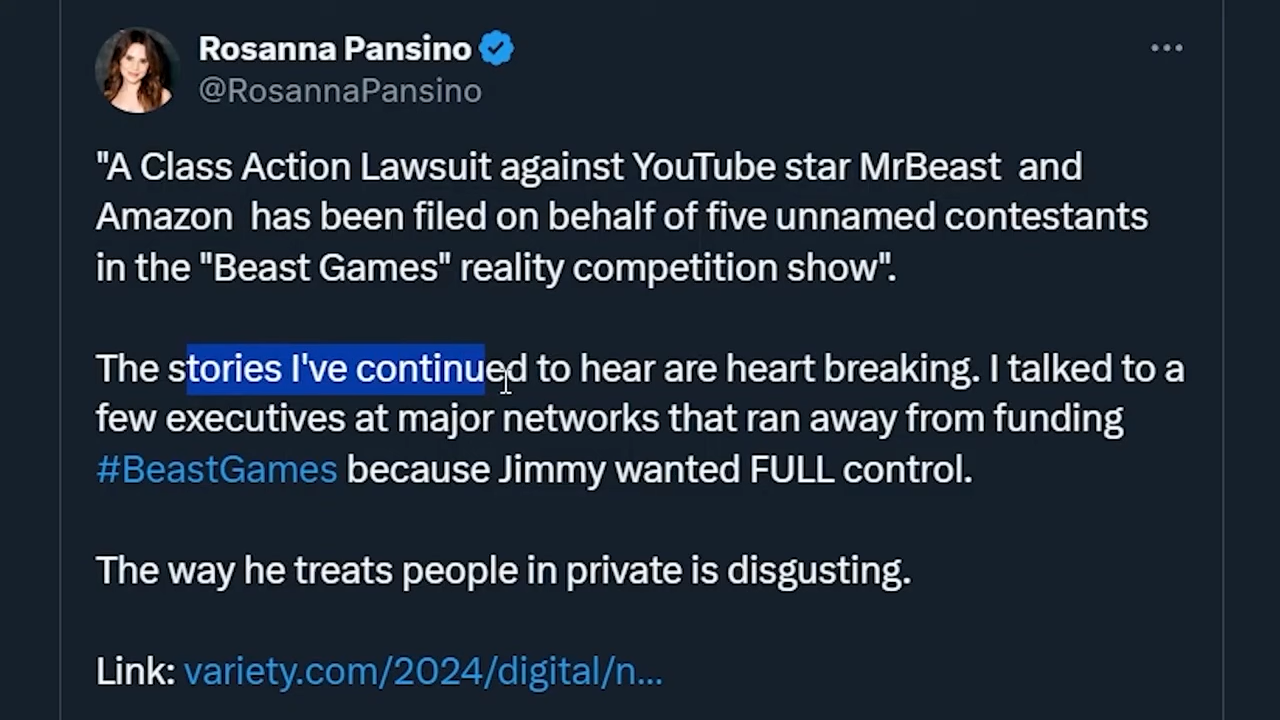 Rosanna Pansino
@RosannaPansino
"A Class Action Lawsuit against YouTube star MrBeast  and
Amazon  has been filed on behalf of five unnamed contestants
in the "Beast Games" reality competition show".
The stories I've continued to hear are heart breaking. I talked to a
few executives at major networks that ran away from funding
#BeastGames because Jimmy wanted FULL control.
The way he treats people in private is disgusting.
Link: variety.com/2024/digital/n...